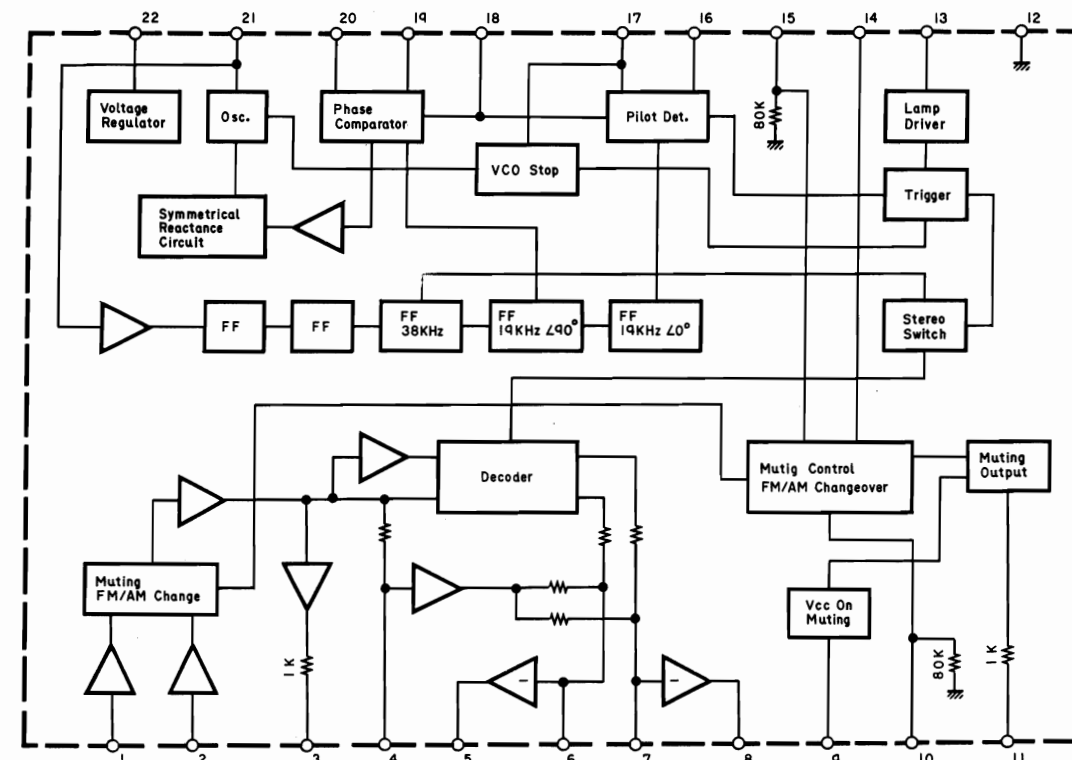 22
21
20
19
18
17
16
15
14
13
12
Voltage
Regulator
Osc.
Phase
Comparator
Pilot Det.
80K
Lamp
Driver
VCO Stop
Trigger
Symmetrical
Reactance
Circuit
FF
FF
FF
38KHz
FF
19KHz ∠90°
FF
19KHz ∠0°
Stereo
Switch
Decoder
Mutig Control
FM/AM Changeover
Muting
Output
Muting
FM/AM Change
Vcc On
Muting
1K
80K
1K
–
–
1
2
3
4
5
6
7
8
9
10
11